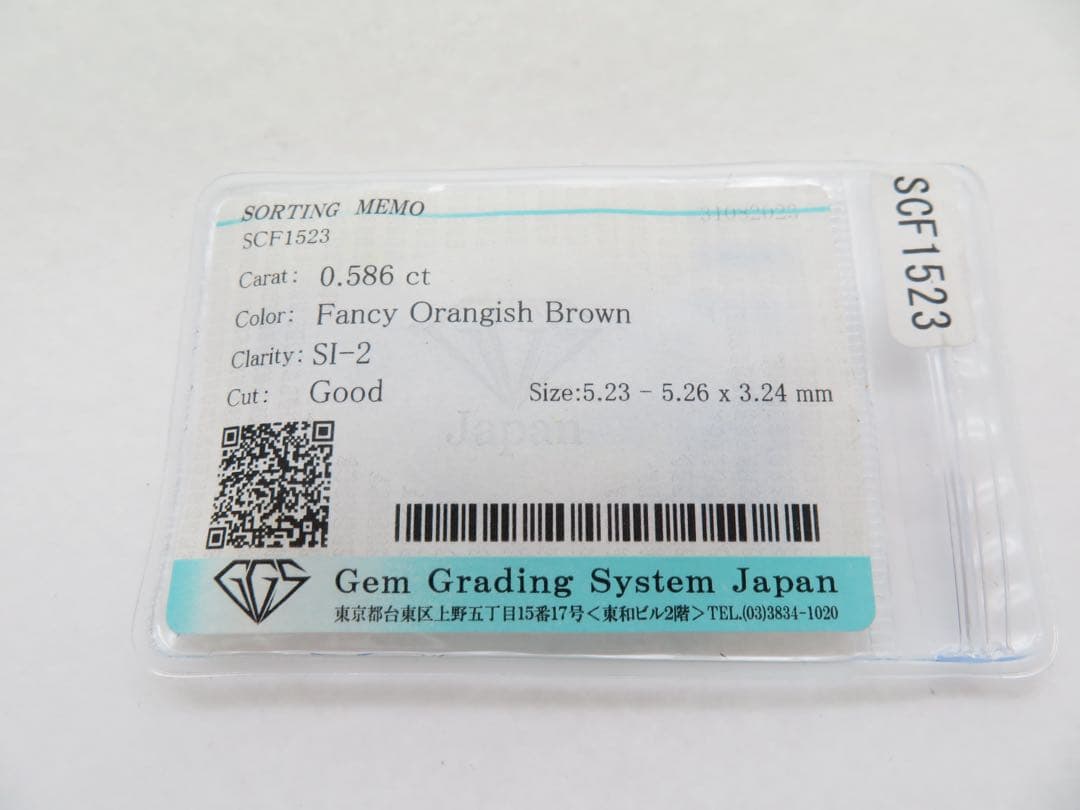 SORTING MEMO
SCF1523
Carat: 0.586 ct
Color: Fancy Orangish Brown
Clarity: SI-2
Cut: Good
Size:5.23 - 5.26 x 3.24 mm
Japan
GGS
Gem Grading System Japan
東京都台東区上野五丁目15番17号<東和ビル2階>TEL.(03)3834-1020
SCF1523